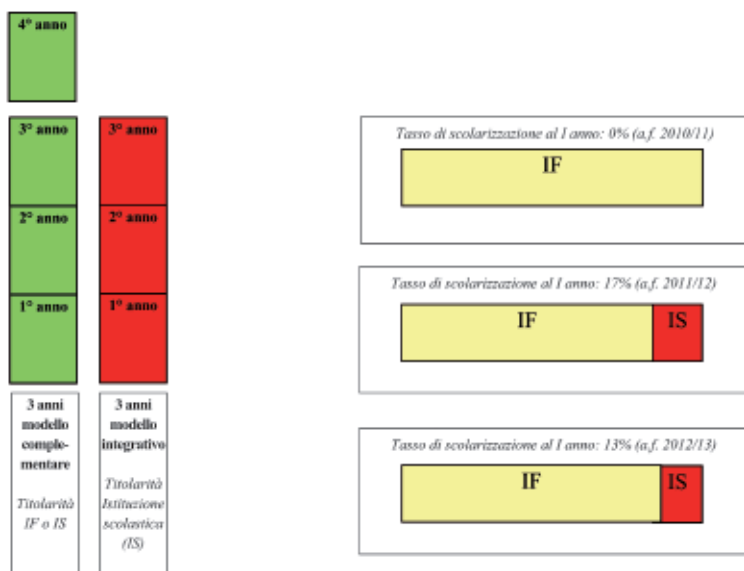 4° anno
3° anno
2° anno
1° anno
3 anni
modello
comple-
mentare
Titolarità
IF o IS
3° anno
2° anno
1° anno
3 anni
modello
integrativo
Titolarità
Istituzione
scolastica
(IS)
Tasso di scolarizzazione al I anno: 0% (a.f. 2010/11)
IF
Tasso di scolarizzazione al I anno: 17% (a.f. 2011/12)
IF IS
Tasso di scolarizzazione al I anno: 13% (a.f. 2012/13)
IF IS